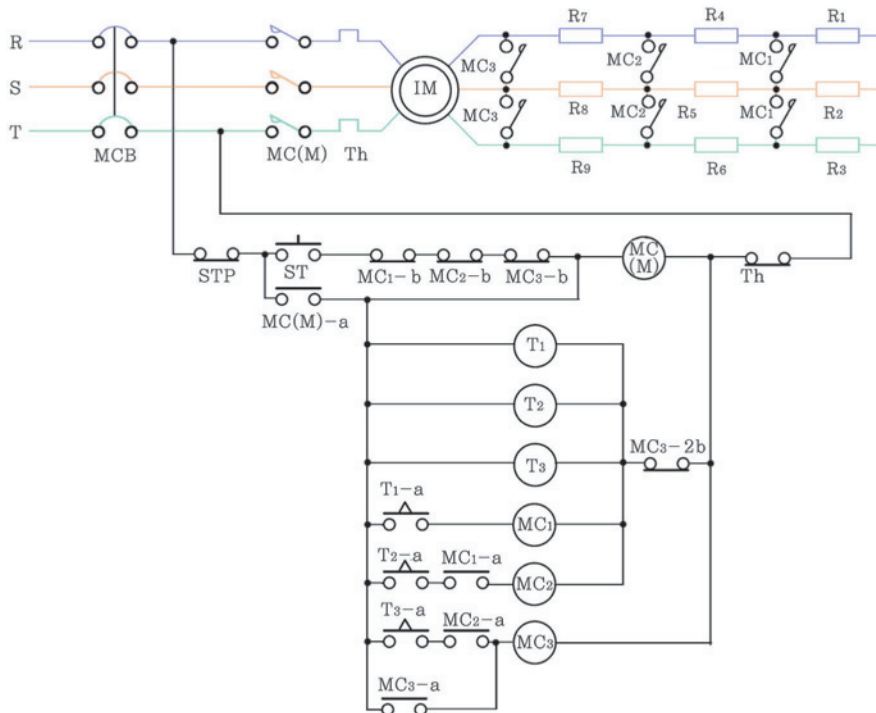 R7 R4 R1
R
MC3 MC2 MC1
S IM
MC3 R8 MC2 R5 MC1 R2
T
MCB MC(M) Th R9 R6 R3
MC
(M)
STP ST MC1-b MC2-b MC3-b Th
MC(M)-a
T1
T2
MC3-2b
T3
T1-a
MC1
T2-a MC1-a
MC2
T3-a MC2-a
MC3
MC3-a